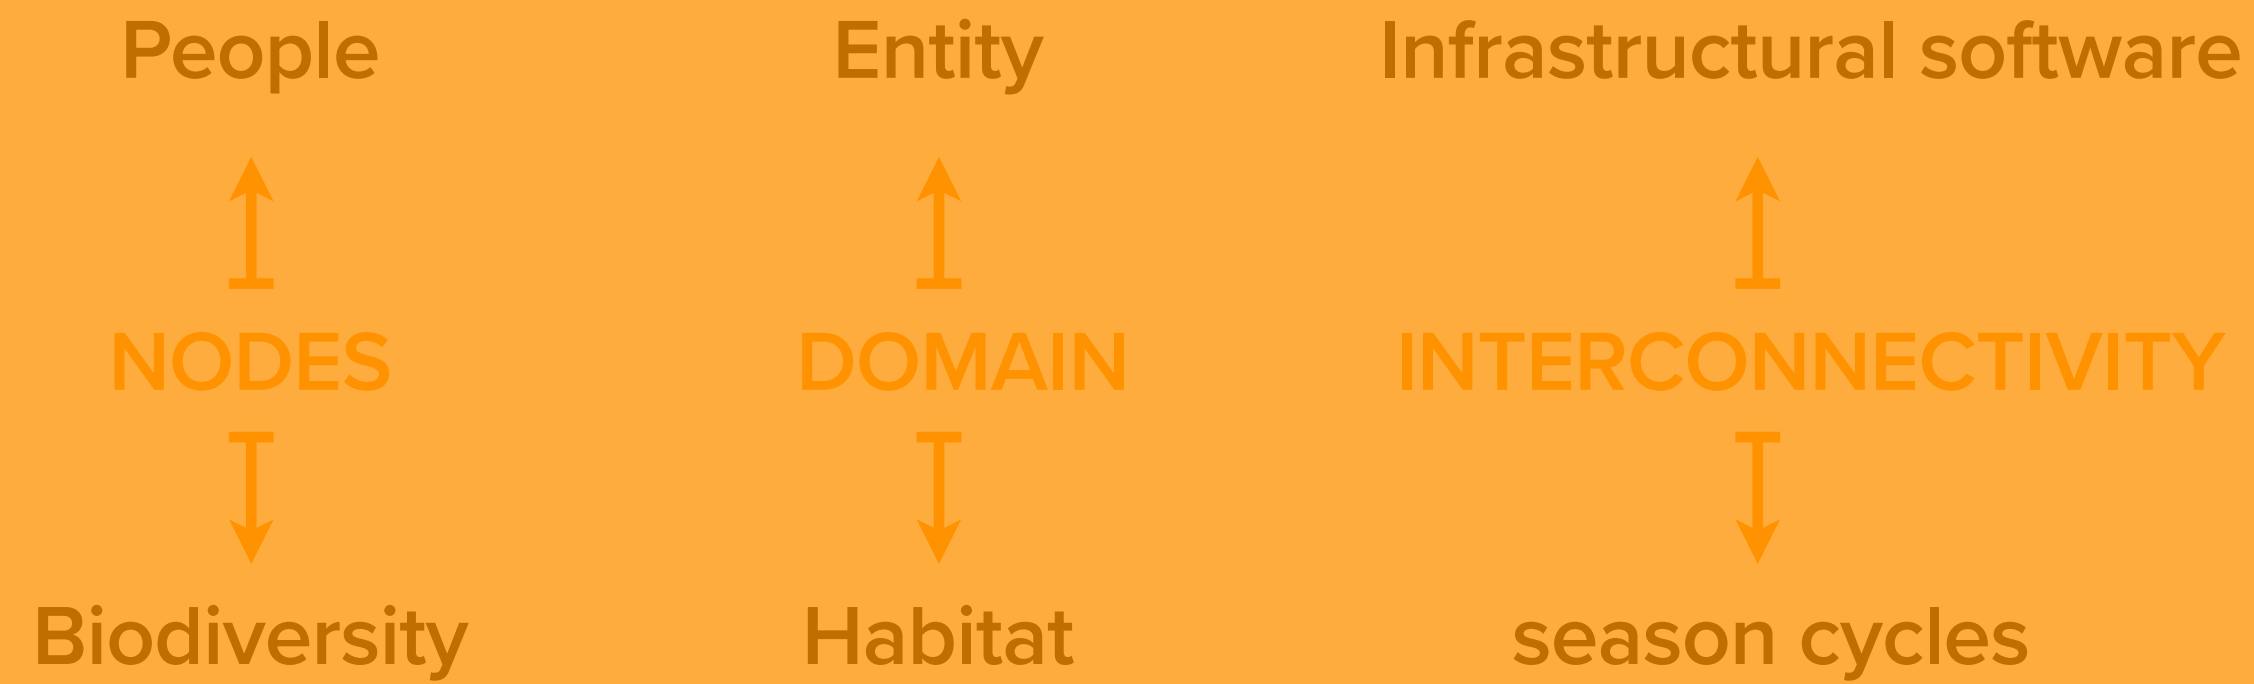 People Entity Infrastructural software
NODES DOMAIN INTERCONNECTIVITY
Biodiversity Habitat season cycles